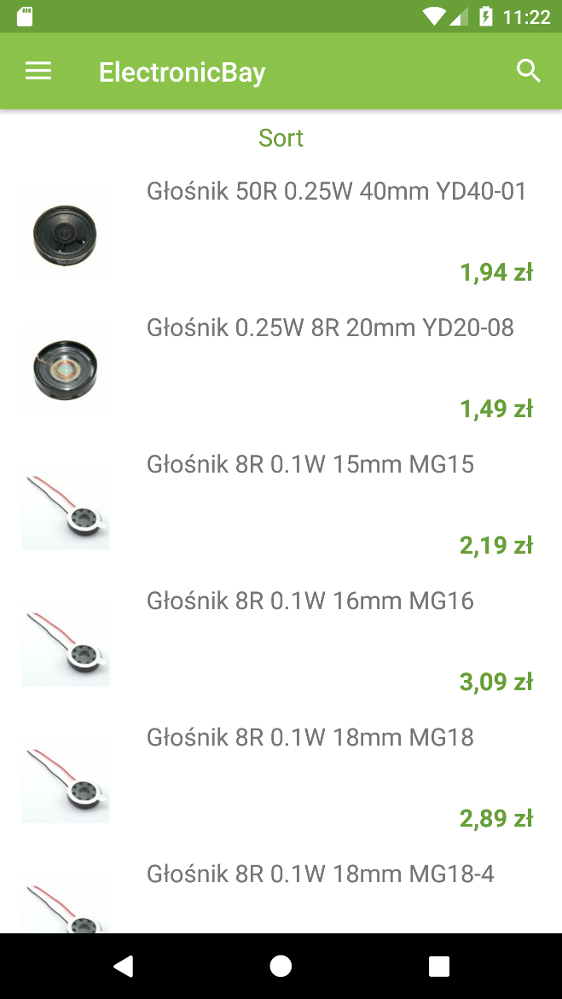 11:22
ElectronicBay
Sort
Głośnik 50R 0.25W 40mm YD40-01
1,94 zł
Głośnik 0.25W 8R 20mm YD20-08
1,49 zł
Głośnik 8R 0.1W 15mm MG15
2,19 zł
Głośnik 8R 0.1W 16mm MG16
3,09 zł
Głośnik 8R 0.1W 18mm MG18
2,89 zł
Głośnik 8R 0.1W 18mm MG18-4